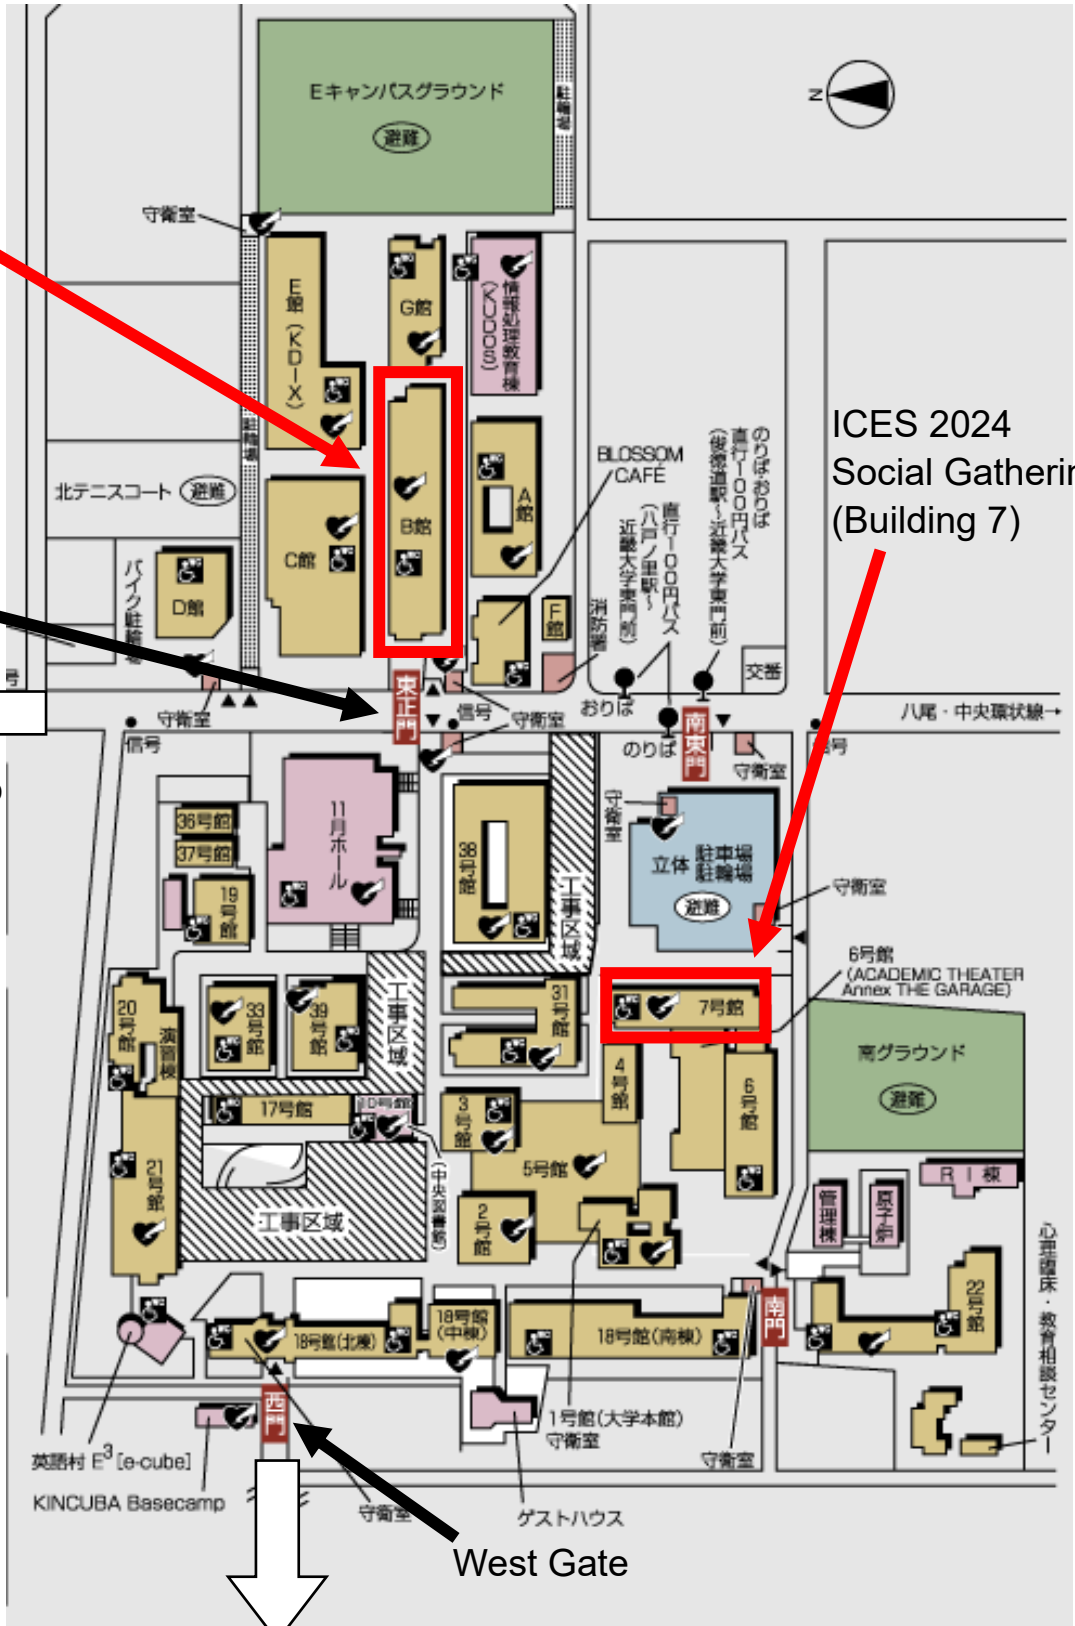 Eキャンパスグラウンド
避難
駐輪場
N
守衛室
E館(KDIX)
G館
情報処理教育棟(KUDOS)
駐輪場
北テニスコート 避難
C館
B館
A館
BLOSSOM
CAFÉ
直行100円バス
(八戸ノ里駅~
近畿大学東門前)
のりば・おりば
直行100円バス
(俊徳道駅~近畿大学東門前)
ICES 2024
Social Gatherin
(Building 7)
バイク駐輪場
D館
F館
消防署
交番
号
守衛室
信号
東正門
信号
守衛室
おりば
のりば
南東門
守衛室
八尾・中央環状線→
信号
36号館
37号館
19号館
11月ホール
38号館
工事区域
守衛室
立体 駐車場
駐輪場
避難
守衛室
6号館
(ACADEMIC THEATER
Annex THE GARAGE)
20号館
演習棟
33号館
39号館
工事区域
31号館
7号館
南グラウンド
避難
17号館
10号館
(中央図書館)
3号館
4号館
5号館
6号館
21号館
工事区域
2号館
管理棟
原子炉
RI棟
22号館
心理臨床・教育相談センター
18号館(北棟)
18号館
(中棟)
18号館(南棟)
南門
西門
1号館(大学本館)
守衛室
守衛室
英語村 E3[e-cube]
KINCUBA Basecamp
守衛室
ゲストハウス
West Gate